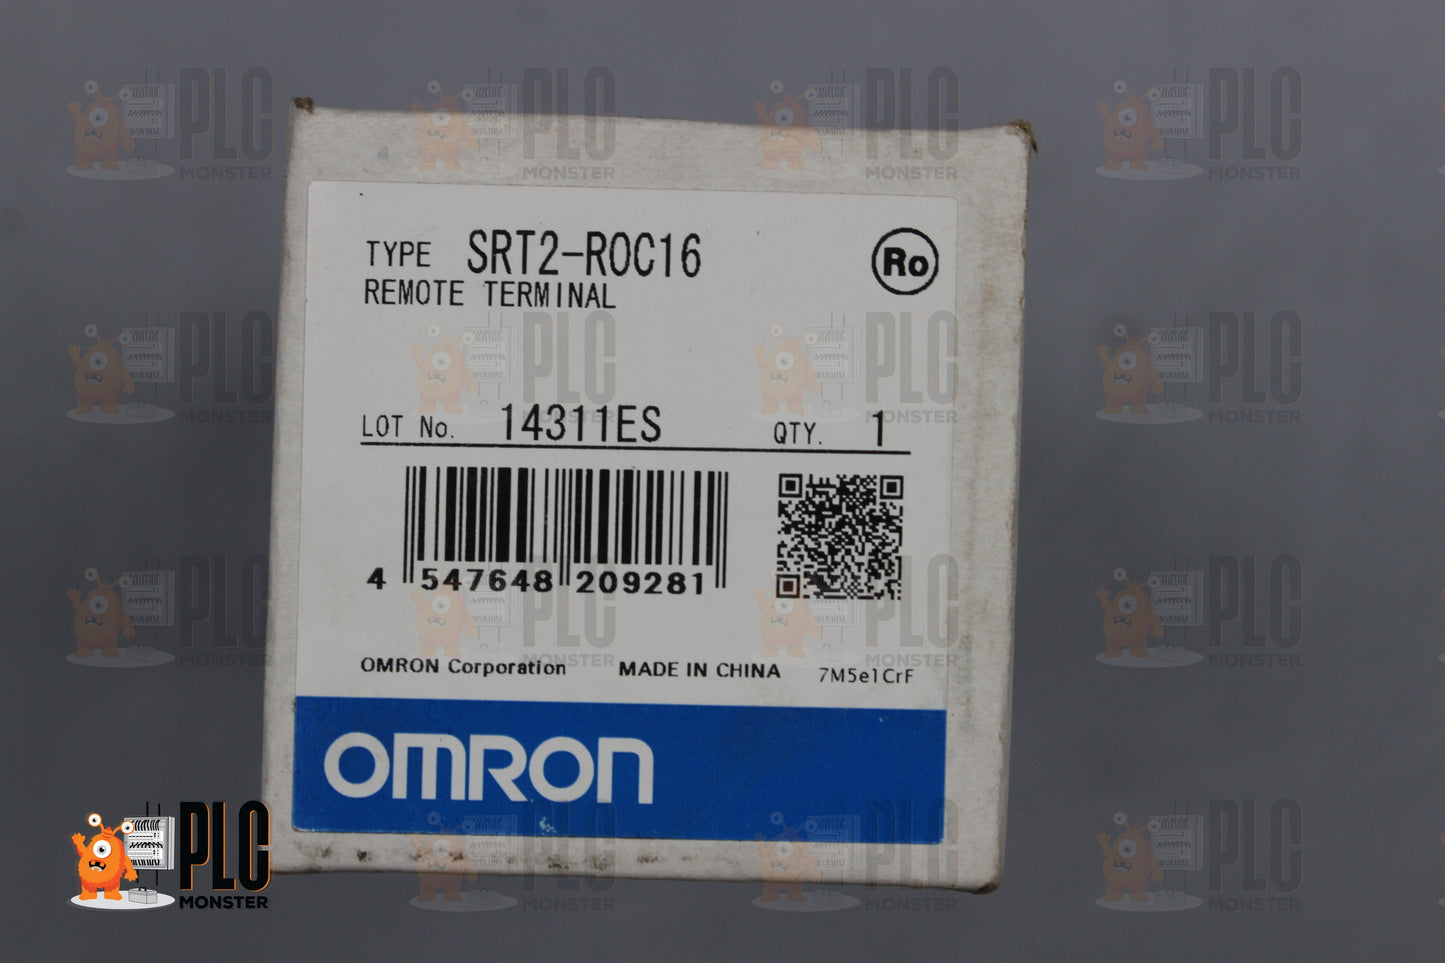 TYPE SRT2-ROC16
Ro
REMOTE TERMINAL
LOT No. 14311ES QTY. 1
4 547648 209281
OMRON Corporation MADE IN CHINA 7M5e1CrF
OMRON
PLC
MONSTER